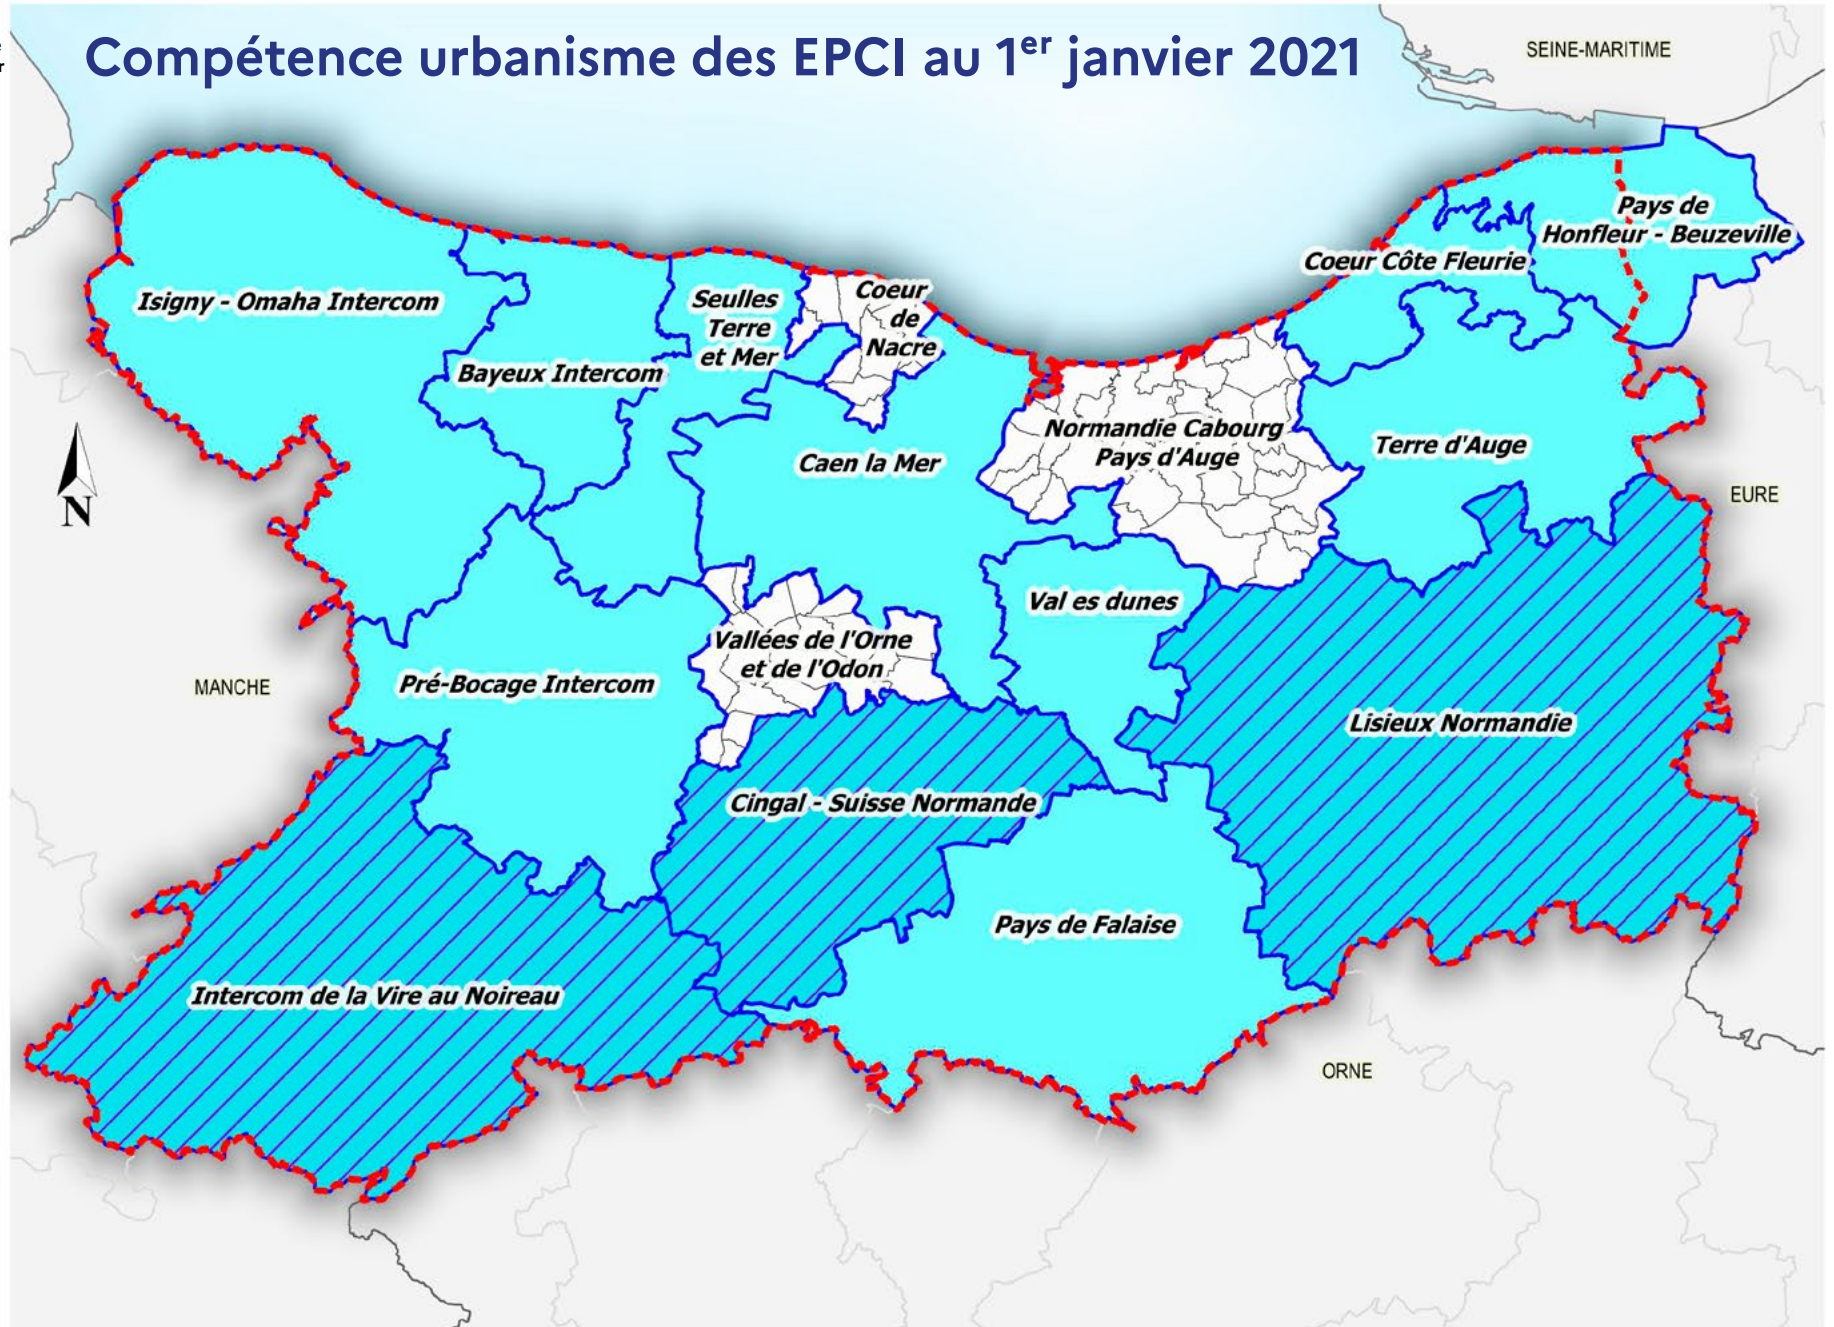 Compétence urbanisme des EPCI au 1er janvier 2021
SEINE-MARITIME
Pays de
Honfleur - Beuzeville
Coeur Côte Fleurie
Isigny - Omaha Intercom
Seulles
Terre
et Mer
Coeur
de
Nacre
Bayeux Intercom
Normandie Cabourg
Pays d'Auge
Terre d'Auge
Caen la Mer
EURE
N
Val es dunes
Vallées de l'Orne
et de l'Odon
MANCHE
Pré-Bocage Intercom
Lisieux Normandie
Cingal - Suisse Normande
Pays de Falaise
Intercom de la Vire au Noireau
ORNE